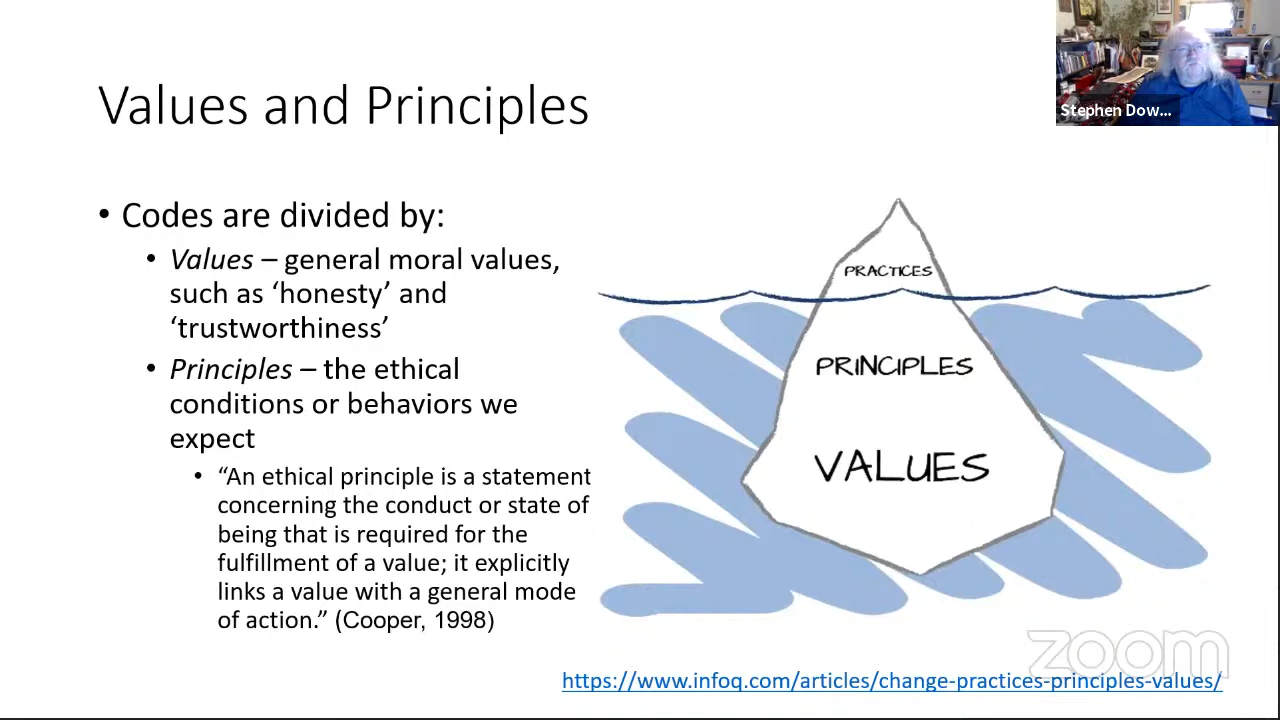 Values and Principles
Stephen Dow...
• Codes are divided by:
• Values – general moral values,
such as ‘honesty’ and
‘trustworthiness’
• Principles – the ethical
conditions or behaviors we
expect
• “An ethical principle is a statement
concerning the conduct or state of
being that is required for the
fulfillment of a value; it explicitly
links a value with a general mode
of action.” (Cooper, 1998)
PRACTICES
PRINCIPLES
VALUES
zoom
https://www.infoq.com/articles/change-practices-principles-values/